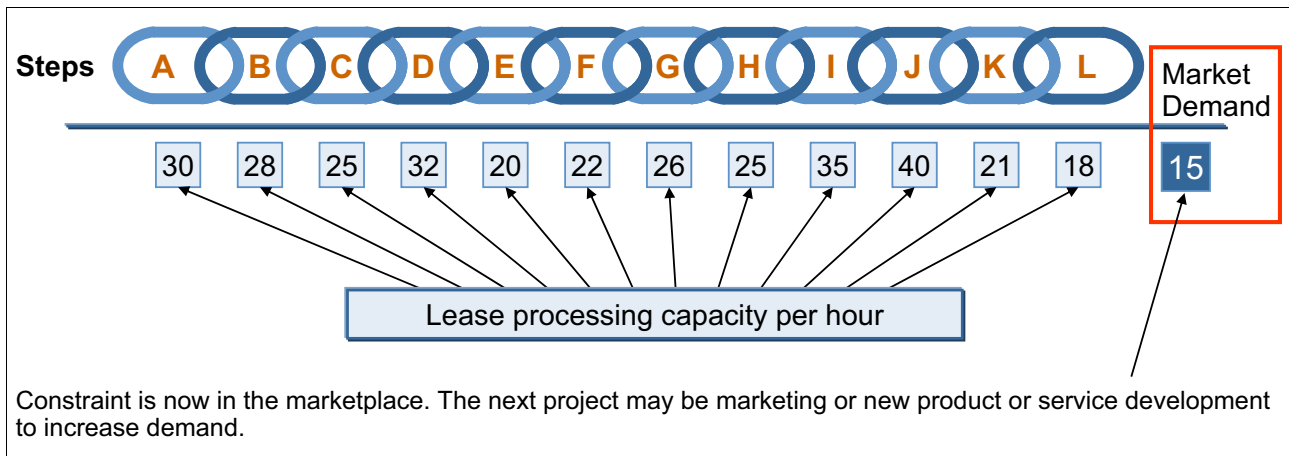 Steps A B C D E F G H I J K L
Market
Demand
30 28 25 32 20 22 26 25 35 40 21 18 15
Lease processing capacity per hour
Constraint is now in the marketplace. The next project may be marketing or new product or service development
to increase demand.